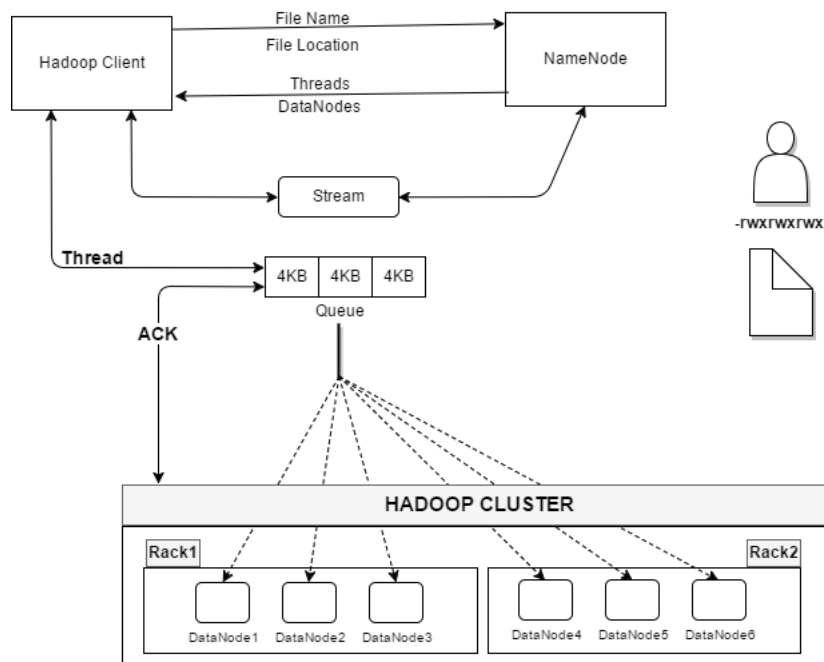 File Name
File Location
Hadoop Client
NameNode
Threads
DataNodes
Stream
-rwxrwxrwx
Thread
4KB 4KB 4KB
Queue
ACK
HADOOP CLUSTER
Rack1
Rack2
DataNode1 DataNode2 DataNode3
DataNode4 DataNode5 DataNode6